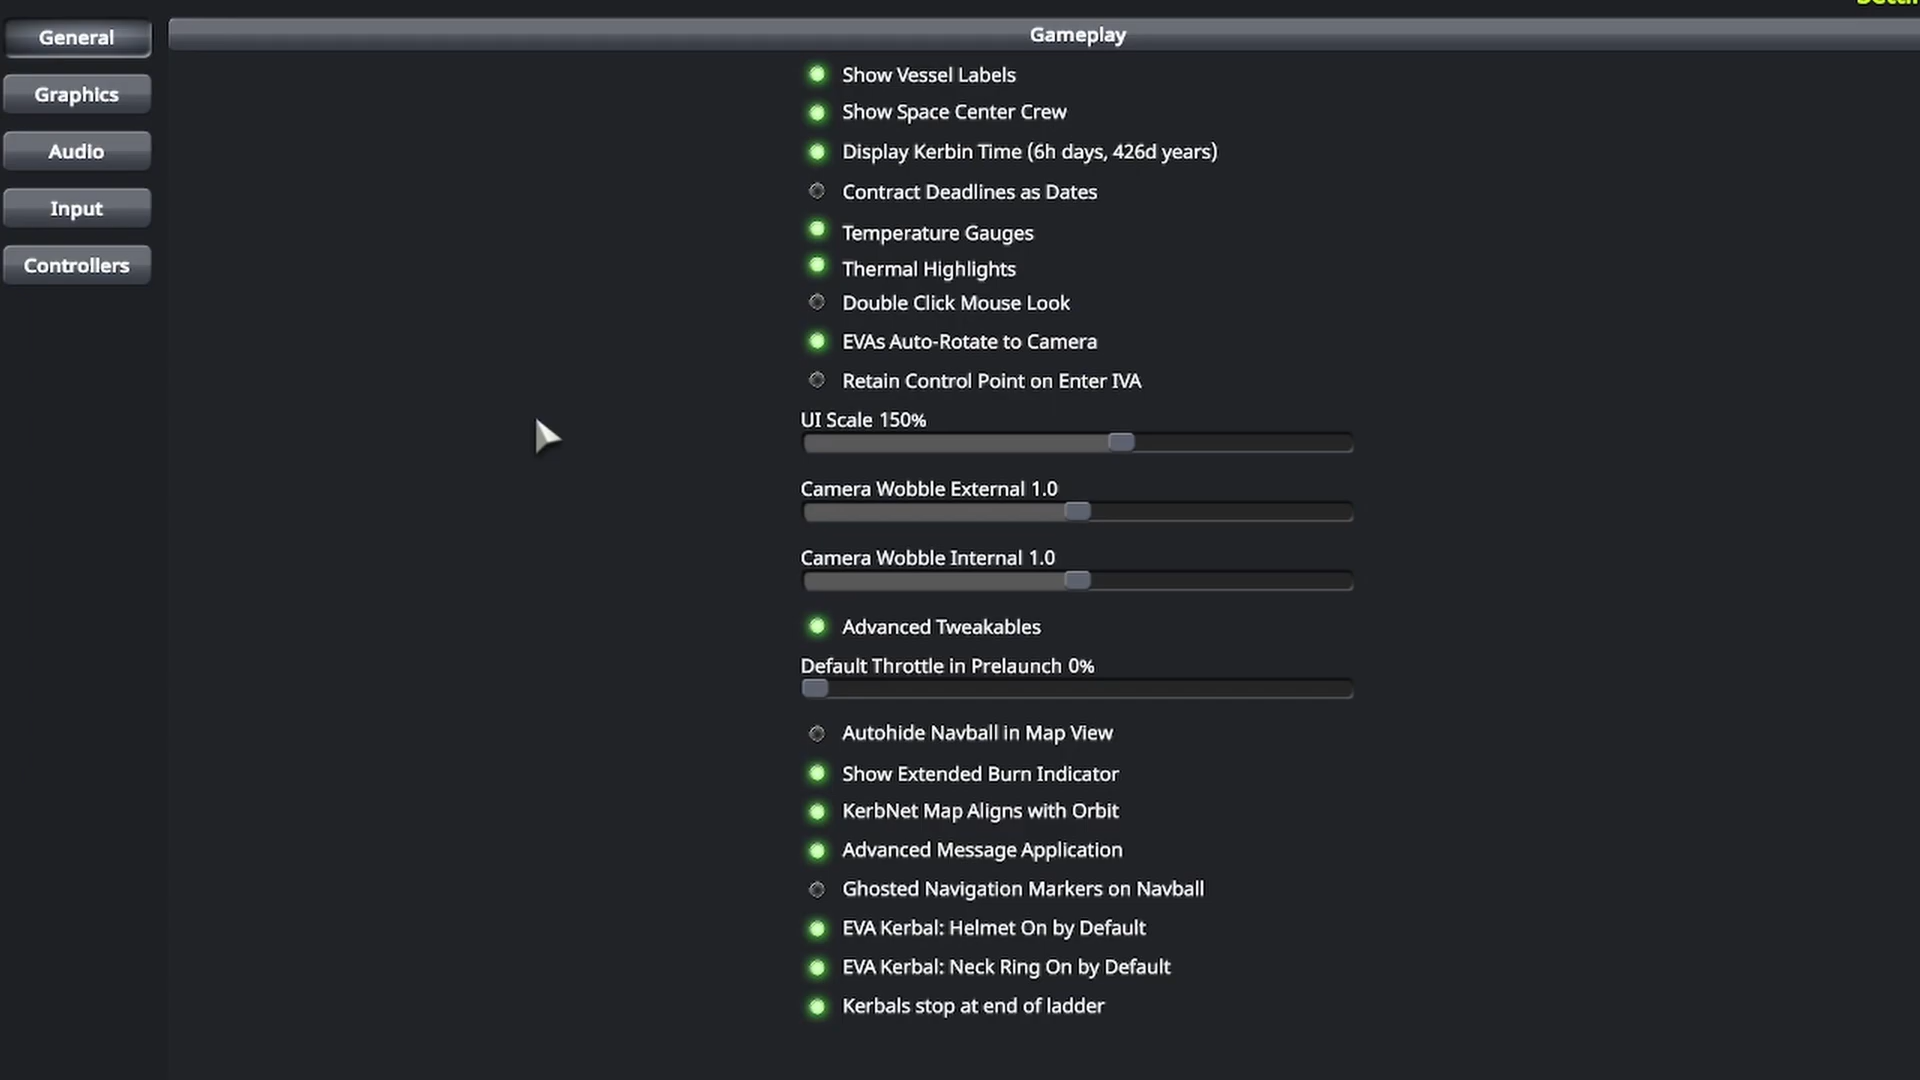 General
Graphics
Audio
Input
Controllers
Gameplay
Show Vessel Labels
Show Space Center Crew
Display Kerbin Time (6h days, 426d years)
Contract Deadlines as Dates
Temperature Gauges
Thermal Highlights
Double Click Mouse Look
EVAs Auto-Rotate to Camera
Retain Control Point on Enter IVA
UI Scale 150%
Camera Wobble External 1.0
Camera Wobble Internal 1.0
Advanced Tweakables
Default Throttle in Prelaunch 0%
Autohide Navball in Map View
Show Extended Burn Indicator
KerbNet Map Aligns with Orbit
Advanced Message Application
Ghosted Navigation Markers on Navball
EVA Kerbal: Helmet On by Default
EVA Kerbal: Neck Ring On by Default
Kerbals stop at end of ladder